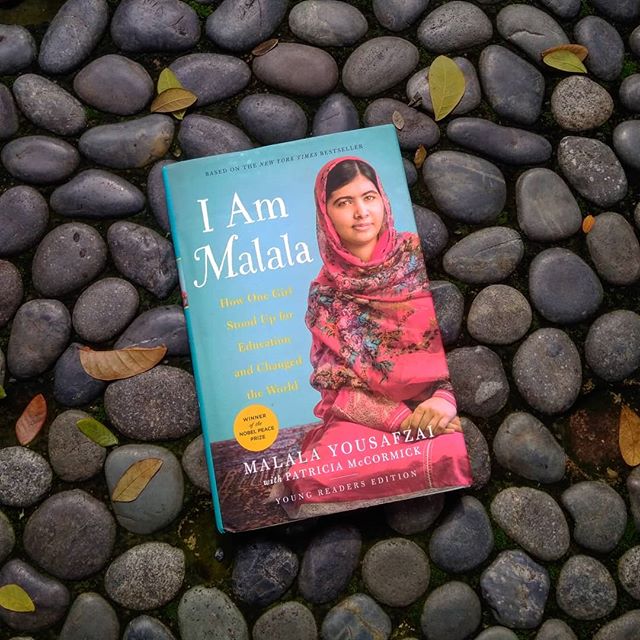 BASED ON THE NEW YORK TIMES BESTSELLER
I Am
Malala
How One Girl
Stood Up for
Education
and Changed
the World
WINNER
of the
NOBEL PEACE
PRIZE
MALALA YOUSAFZAI
with PATRICIA McCORMICK
YOUNG READERS EDITION